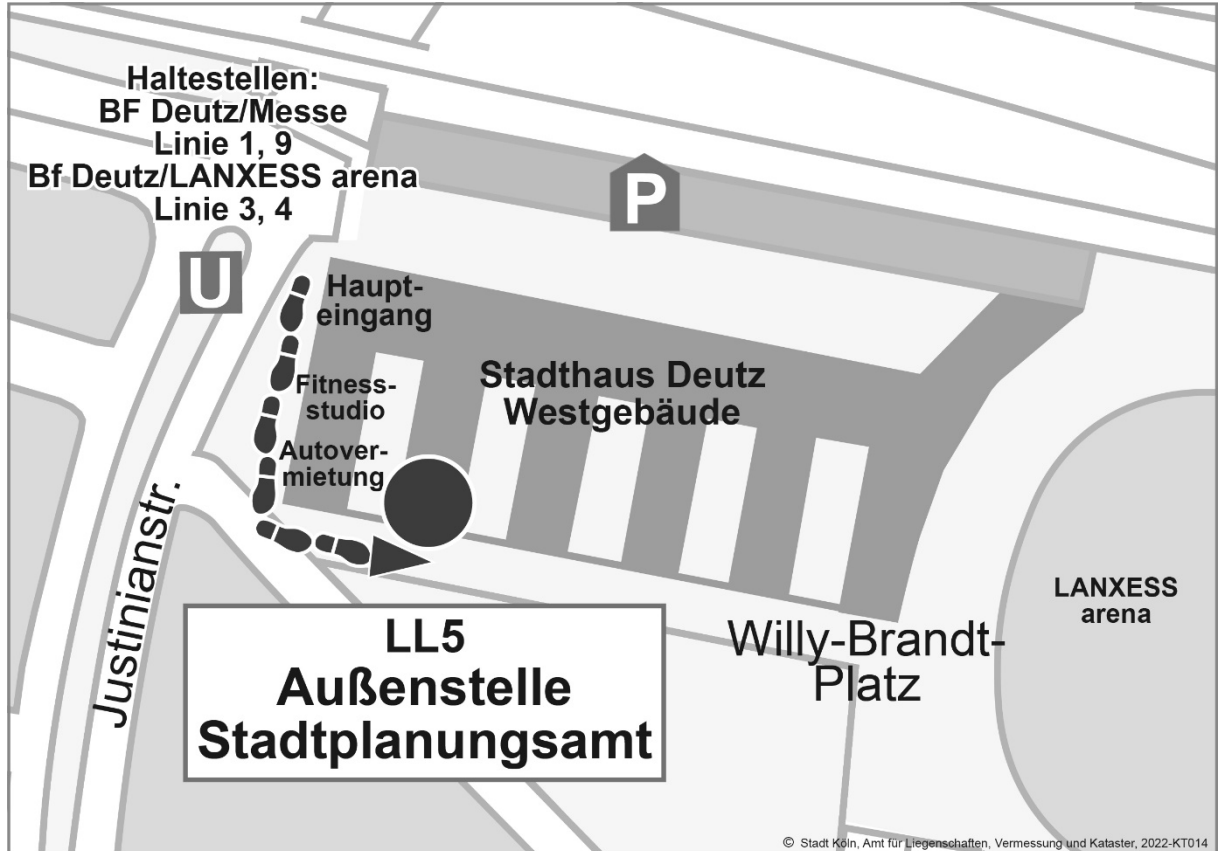 Haltestellen:
BF Deutz/Messe
Linie 1, 9
Bf Deutz/LANXESS arena
Linie 3, 4
P
U
Haupt-
eingang
Stadthaus Deutz
Westgebäude
Fitness-
studio
Autover-
mietung
Justinianstr.
LANXESS
arena
LL5
Außenstelle
Stadtplanungsamt
Willy-Brandt-
Platz
© Stadt Köln, Amt für Liegenschaften, Vermessung und Kataster, 2022-KT014